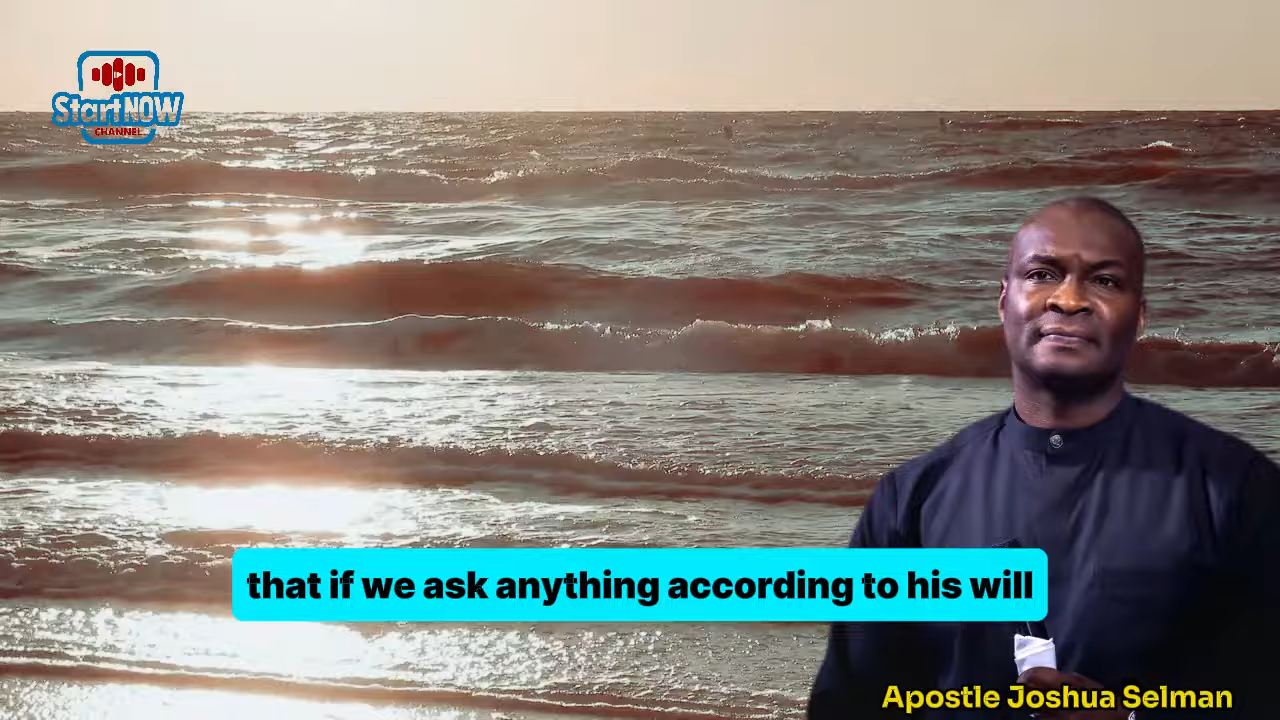 StartNOW
CHANNEL
that if we ask anything according to his will
Apostle Joshua Selman